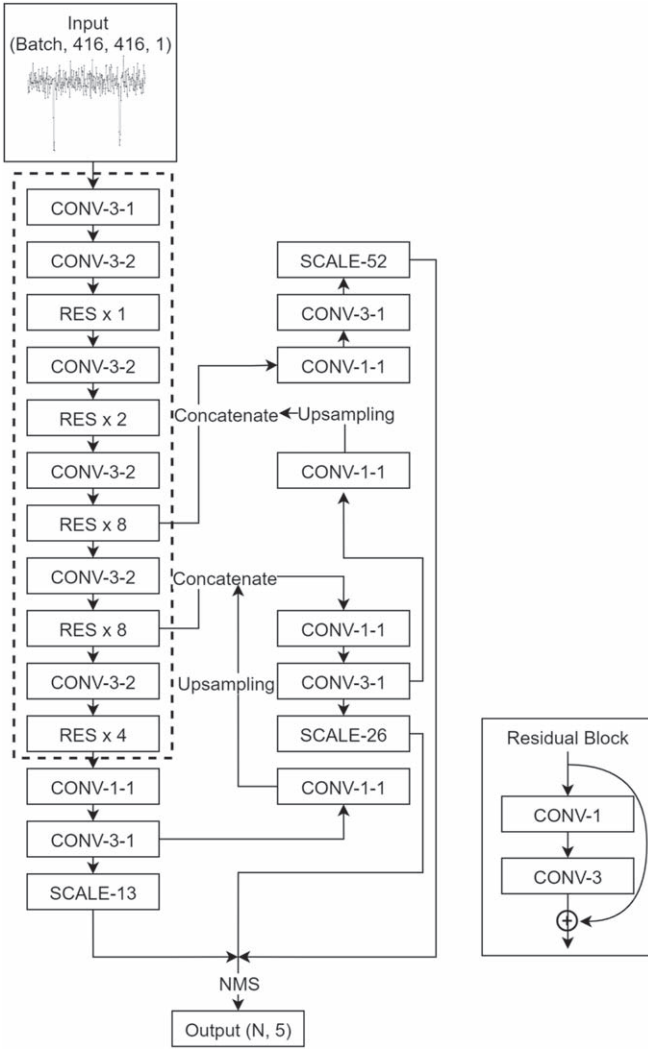 Input
(Batch, 416, 416, 1)
CONV-3-1
CONV-3-2
RES x 1
CONV-3-2
RES x 2
CONV-3-2
RES x 8
CONV-3-2
RES x 8
CONV-3-2
RES x 4
CONV-1-1
CONV-3-1
SCALE-13
SCALE-52
CONV-3-1
CONV-1-1
Concatenate
Upsampling
CONV-1-1
Concatenate
CONV-1-1
CONV-3-1
Upsampling
SCALE-26
CONV-1-1
NMS
Output (N, 5)
Residual Block
CONV-1
CONV-3
+